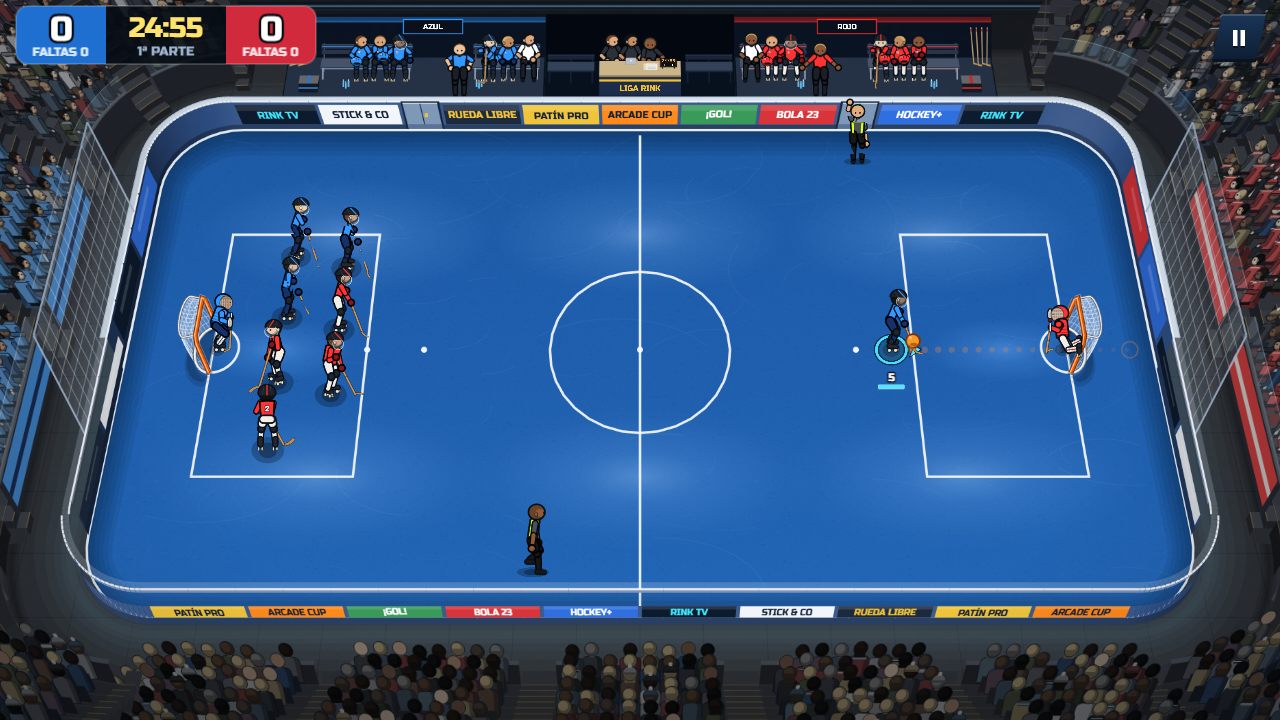 0
FALTAS 0
24:55
1ª PARTE
0
FALTAS 0
AZUL
ROJO
LIGA RINK
RINK TV
STICK & CO
RUEDA LIBRE
PATÍN PRO
ARCADE CUP
¡GOL!
BOLA 23
HOCKEY+
RINK TV
2
5
PATÍN PRO
ARCADE CUP
¡GOL!
BOLA 23
HOCKEY+
RINK TV
STICK & CO
RUEDA LIBRE
PATÍN PRO
ARCADE CUP